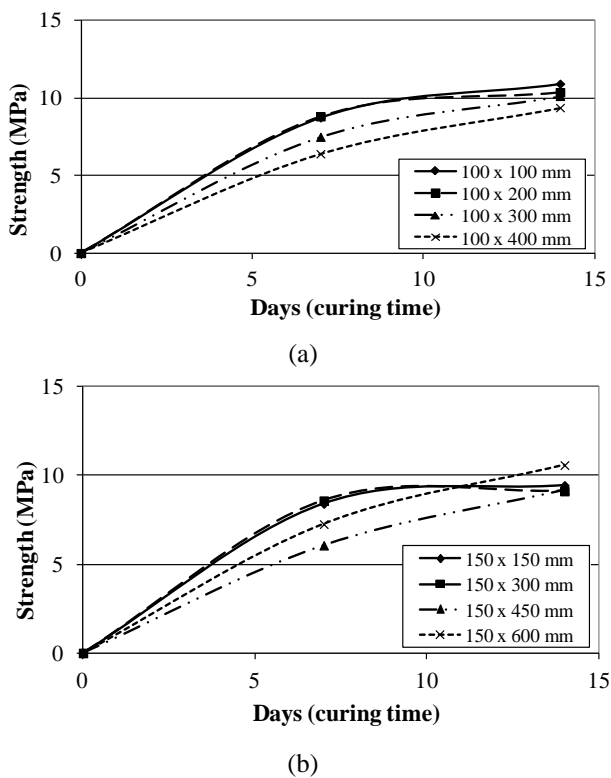 15
10
5
0
Strength (MPa)
100 x 100 mm
100 x 200 mm
100 x 300 mm
100 x 400 mm
0 5 10 15
Days (curing time)
(a)
15
10
5
0
Strength (MPa)
150 x 150 mm
150 x 300 mm
150 x 450 mm
150 x 600 mm
0 5 10 15
Days (curing time)
(b)